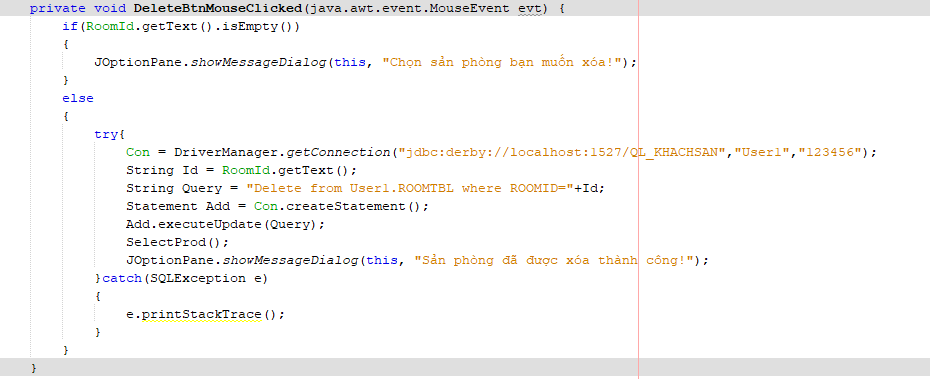 private void DeleteBtnMouseClicked(java.awt.event.MouseEvent evt) {
if(RoomId.getText().isEmpty())
{
JOptionPane.showMessageDialog(this, "Chọn sản phòng bạn muốn xóa!");
}
else
{
try{
Con = DriverManager.getConnection("jdbc:derby://localhost:1527/QL_KHACHSAN","User1","123456");
String Id = RoomId.getText();
String Query = "Delete from User1.ROOMTBL where ROOMID="+Id;
Statement Add = Con.createStatement();
Add.executeUpdate(Query);
SelectProd();
JOptionPane.showMessageDialog(this, "Sản phòng đã được xóa thành công!");
}catch(SQLException e)
{
e.printStackTrace();
}
}
}